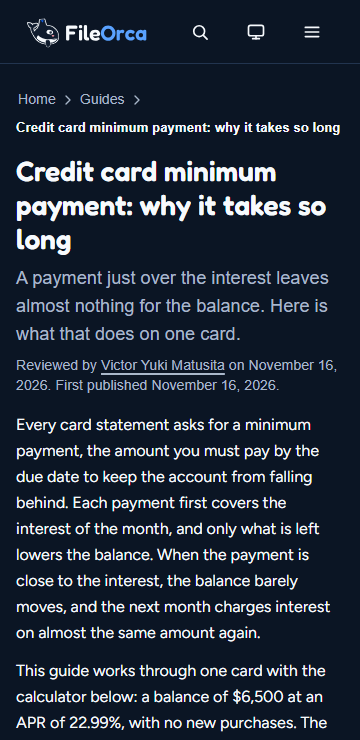 FileOrca
Home > Guides >
Credit card minimum payment: why it takes so long
Credit card minimum
payment: why it takes so
long
A payment just over the interest leaves
almost nothing for the balance. Here is
what that does on one card.
Reviewed by Victor Yuki Matusita on November 16,
2026. First published November 16, 2026.
Every card statement asks for a minimum
payment, the amount you must pay by the
due date to keep the account from falling
behind. Each payment first covers the
interest of the month, and only what is left
lowers the balance. When the payment is
close to the interest, the balance barely
moves, and the next month charges interest
on almost the same amount again.
This guide works through one card with the
calculator below: a balance of $6,500 at an
APR of 22.99%, with no new purchases. The